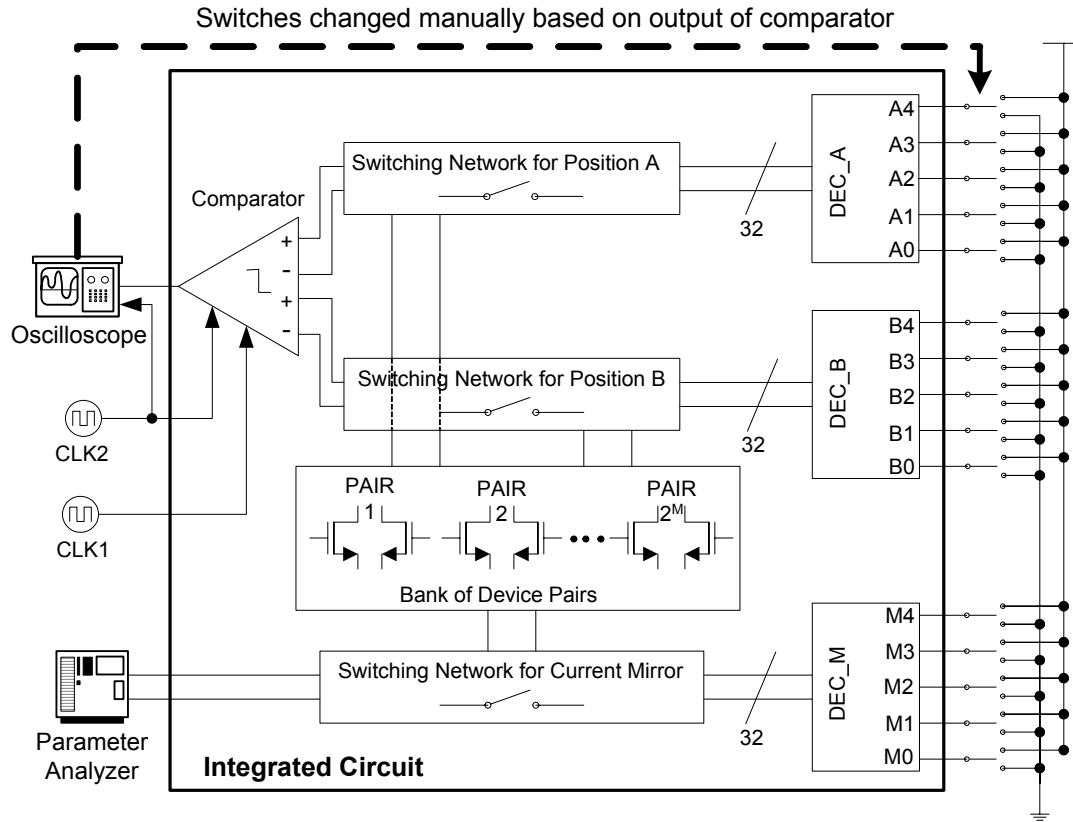 Switches changed manually based on output of comparator
Switching Network for Position A
Comparator
+
-
+
-
32
DEC_A
A4
A3
A2
A1
A0
Oscilloscope
Switching Network for Position B
32
DEC_B
B4
B3
B2
B1
B0
CLK2
CLK1
PAIR
1
PAIR
2
PAIR
2ᴹ
Bank of Device Pairs
Switching Network for Current Mirror
32
DEC_M
M4
M3
M2
M1
M0
Parameter
Analyzer
Integrated Circuit